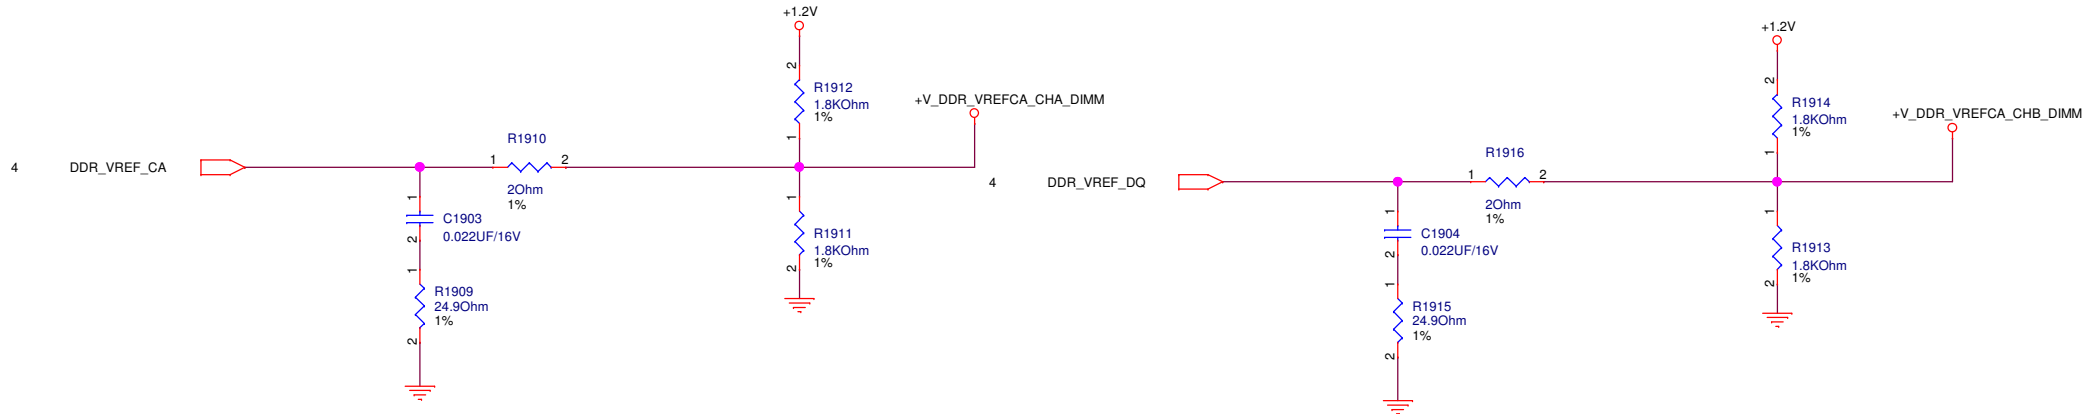 +1.2V
2
R1912
1.8KOhm
1%
1
+V_DDR_VREFCA_CHA_DIMM
R1910
4 DDR_VREF_CA
1 2
2Ohm
1%
1
C1903
0.022UF/16V
2
1
R1909
24.9Ohm
1%
2
1
R1911
1.8KOhm
1%
2
+1.2V
2
R1914
1.8KOhm
1%
1
+V_DDR_VREFCA_CHB_DIMM
R1916
4 DDR_VREF_DQ
1 2
2Ohm
1%
1
C1904
0.022UF/16V
2
1
R1915
24.9Ohm
1%
2
1
R1913
1.8KOhm
1%
2